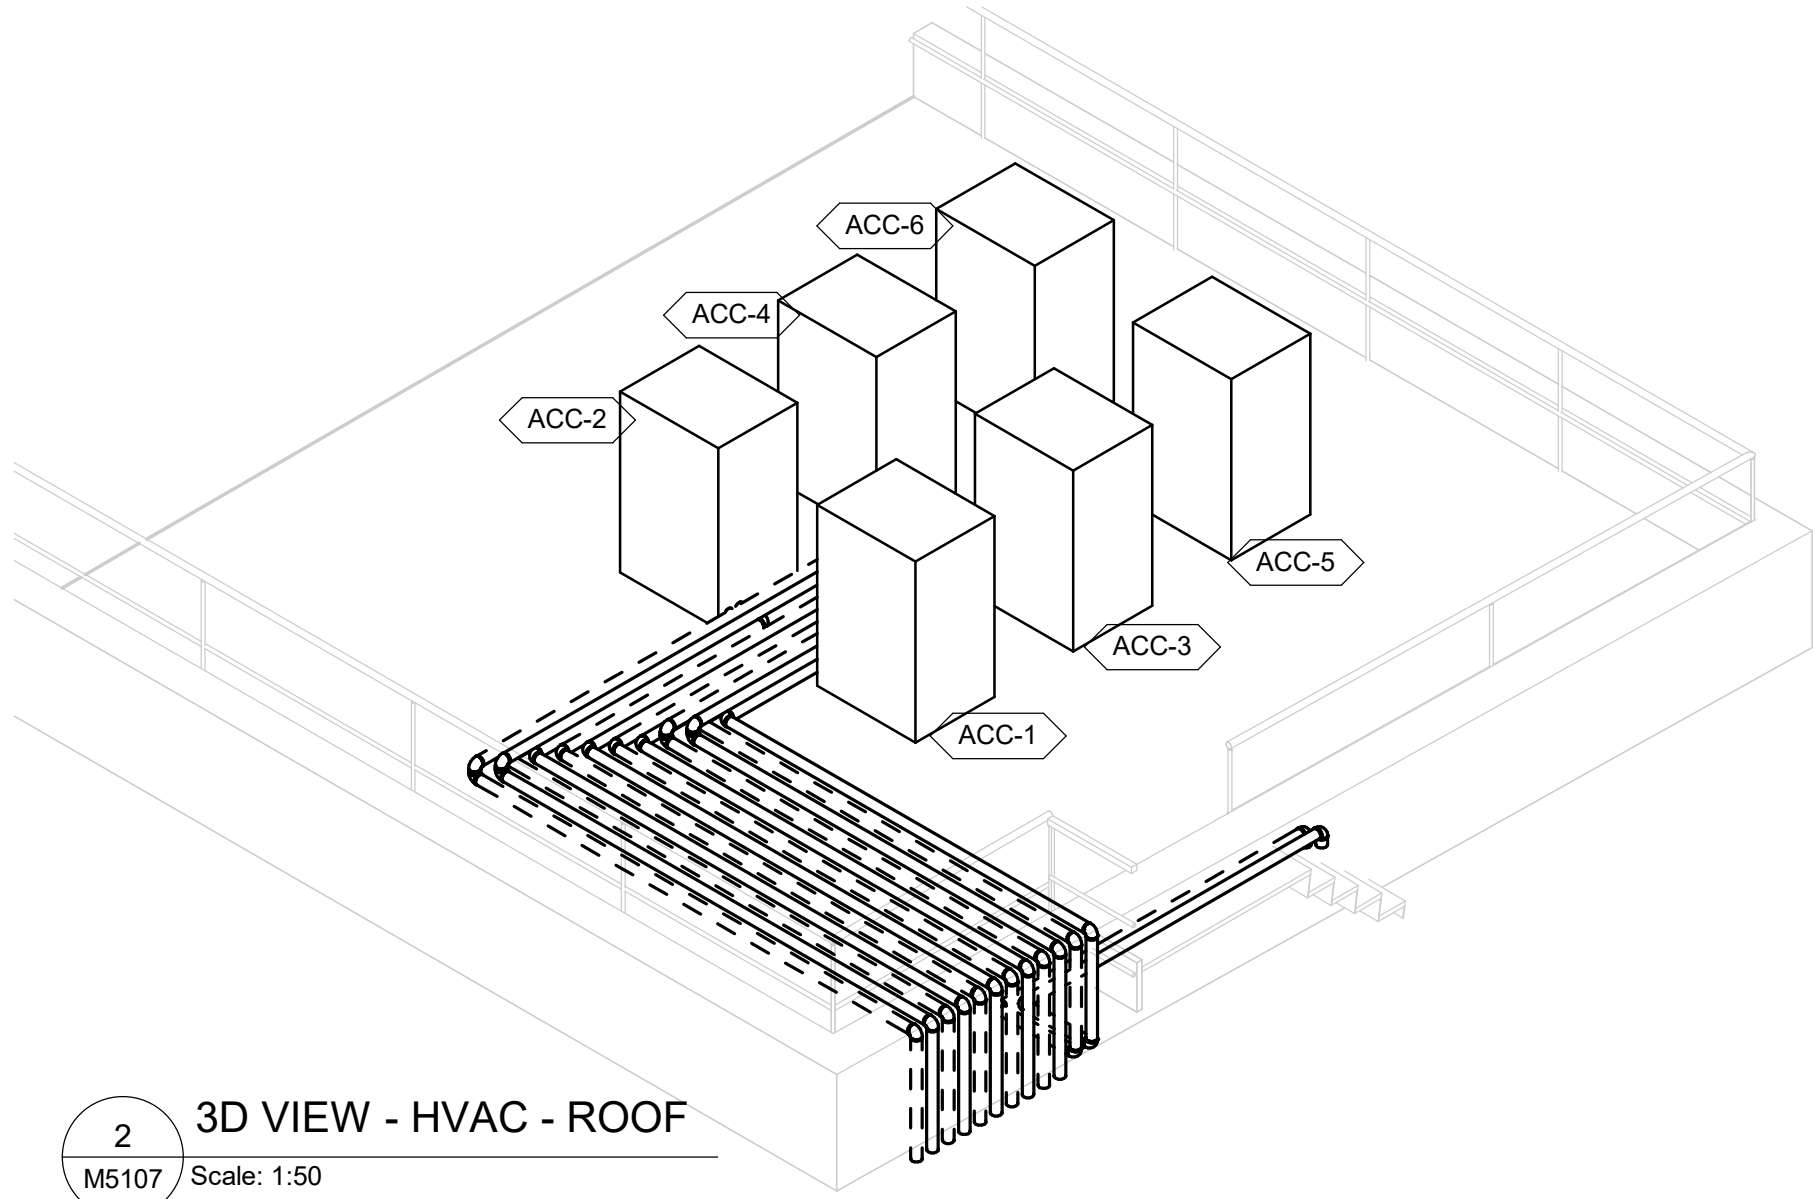 ACC-6
ACC-4
ACC-2
ACC-5
ACC-3
ACC-1
2
3D VIEW - HVAC - ROOF
M5107
Scale: 1:50